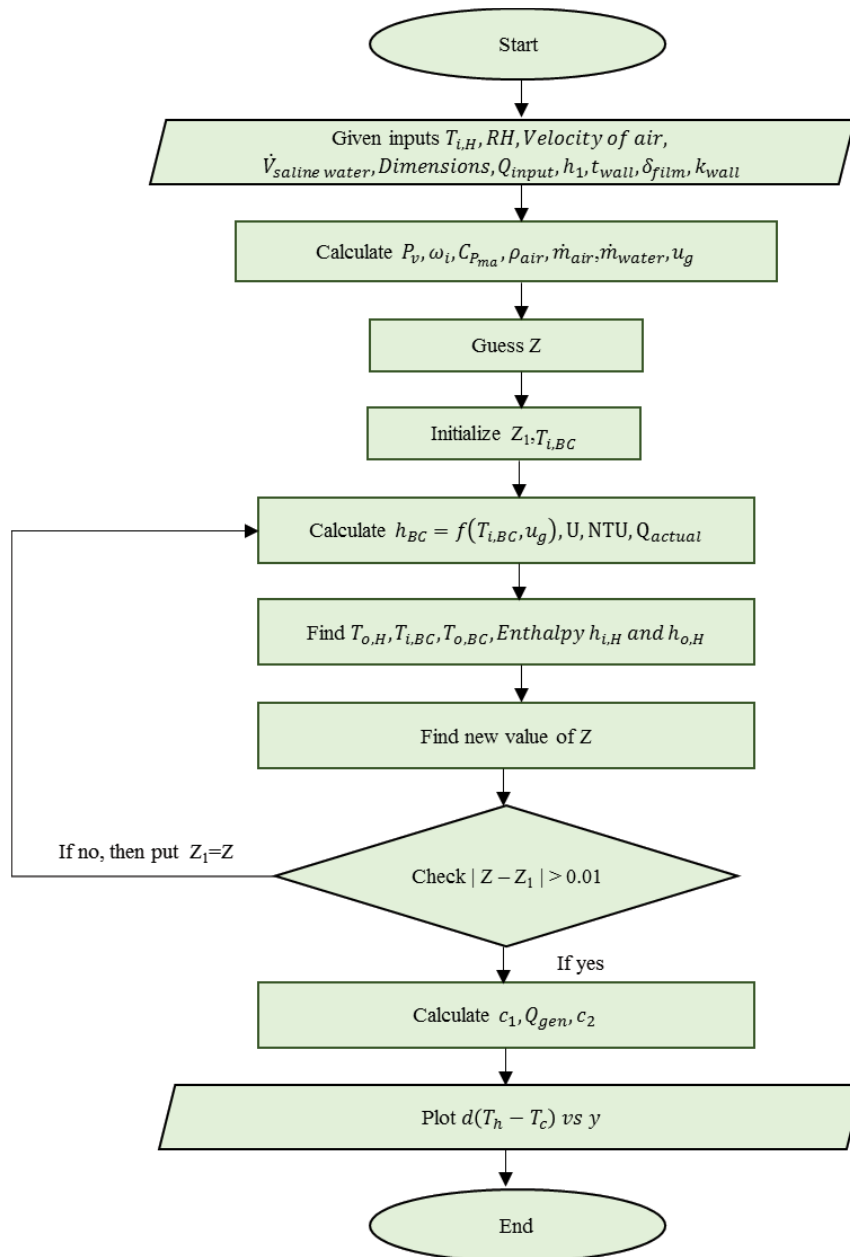 Start
Given inputs T_{i,H}, RH, Velocity of air,
V̇_{saline water}, Dimensions, Q_{input}, h_1, t_{wall}, δ_{film}, k_{wall}
Calculate P_v, ω_i, C_{P_{ma}}, ρ_{air}, ṁ_{air}, ṁ_{water}, u_g
Guess Z
Initialize Z_1, T_{i,BC}
Calculate h_{BC} = f(T_{i,BC}, u_g), U, NTU, Q_{actual}
Find T_{o,H}, T_{i,BC}, T_{o,BC}, Enthalpy h_{i,H} and h_{o,H}
Find new value of Z
If no, then put Z_1=Z
Check | Z – Z_1 | > 0.01
If yes
Calculate c_1, Q_{gen}, c_2
Plot d(T_h − T_c) vs y
End